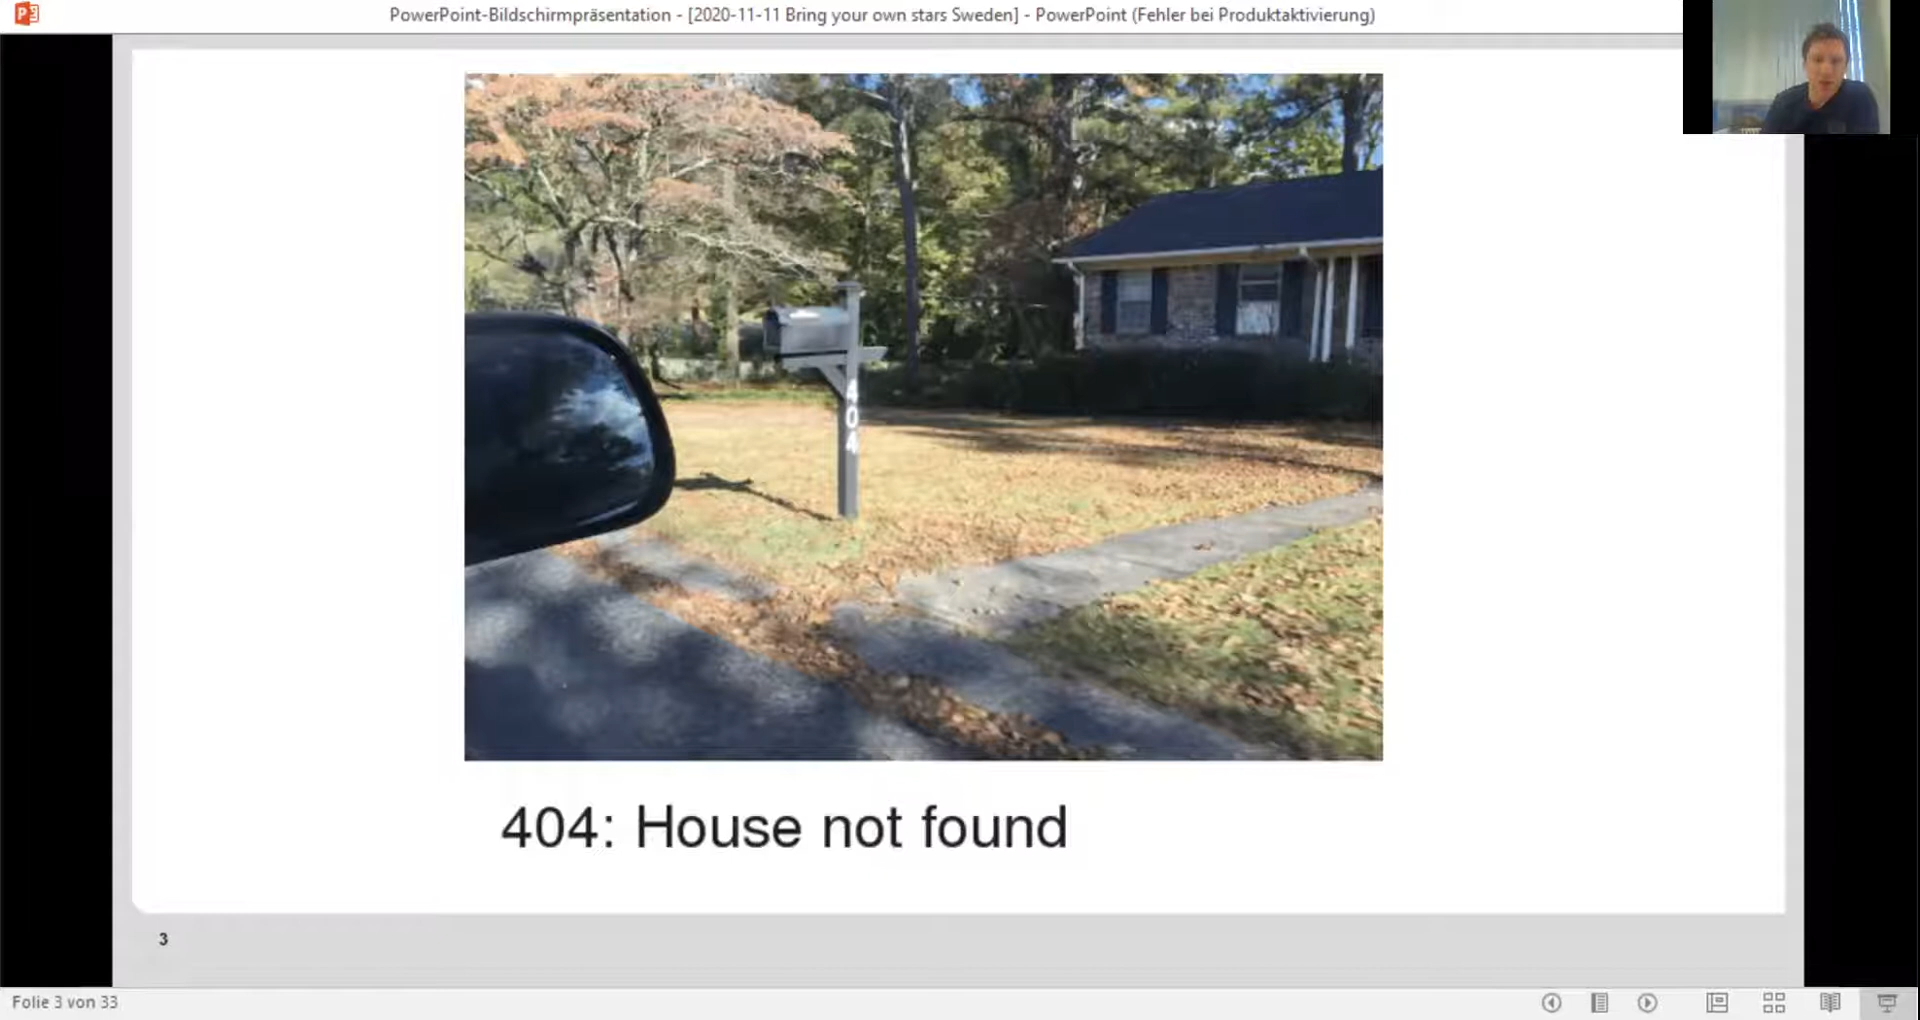 PowerPoint-Bildschirmpräsentation - [2020-11-11 Bring your own stars Sweden] - PowerPoint (Fehler bei Produktaktivierung)
404
404: House not found
3
Folie 3 von 33